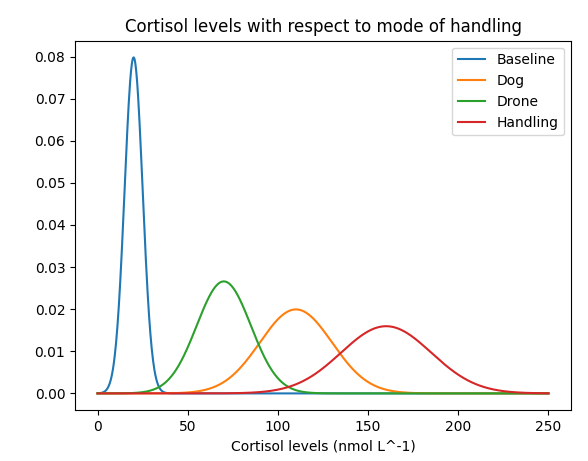 Cortisol levels with respect to mode of handling
0.08
0.07
0.06
0.05
0.04
0.03
0.02
0.01
0.00
Baseline
Dog
Drone
Handling
0 50 100 150 200 250
Cortisol levels (nmol L^-1)